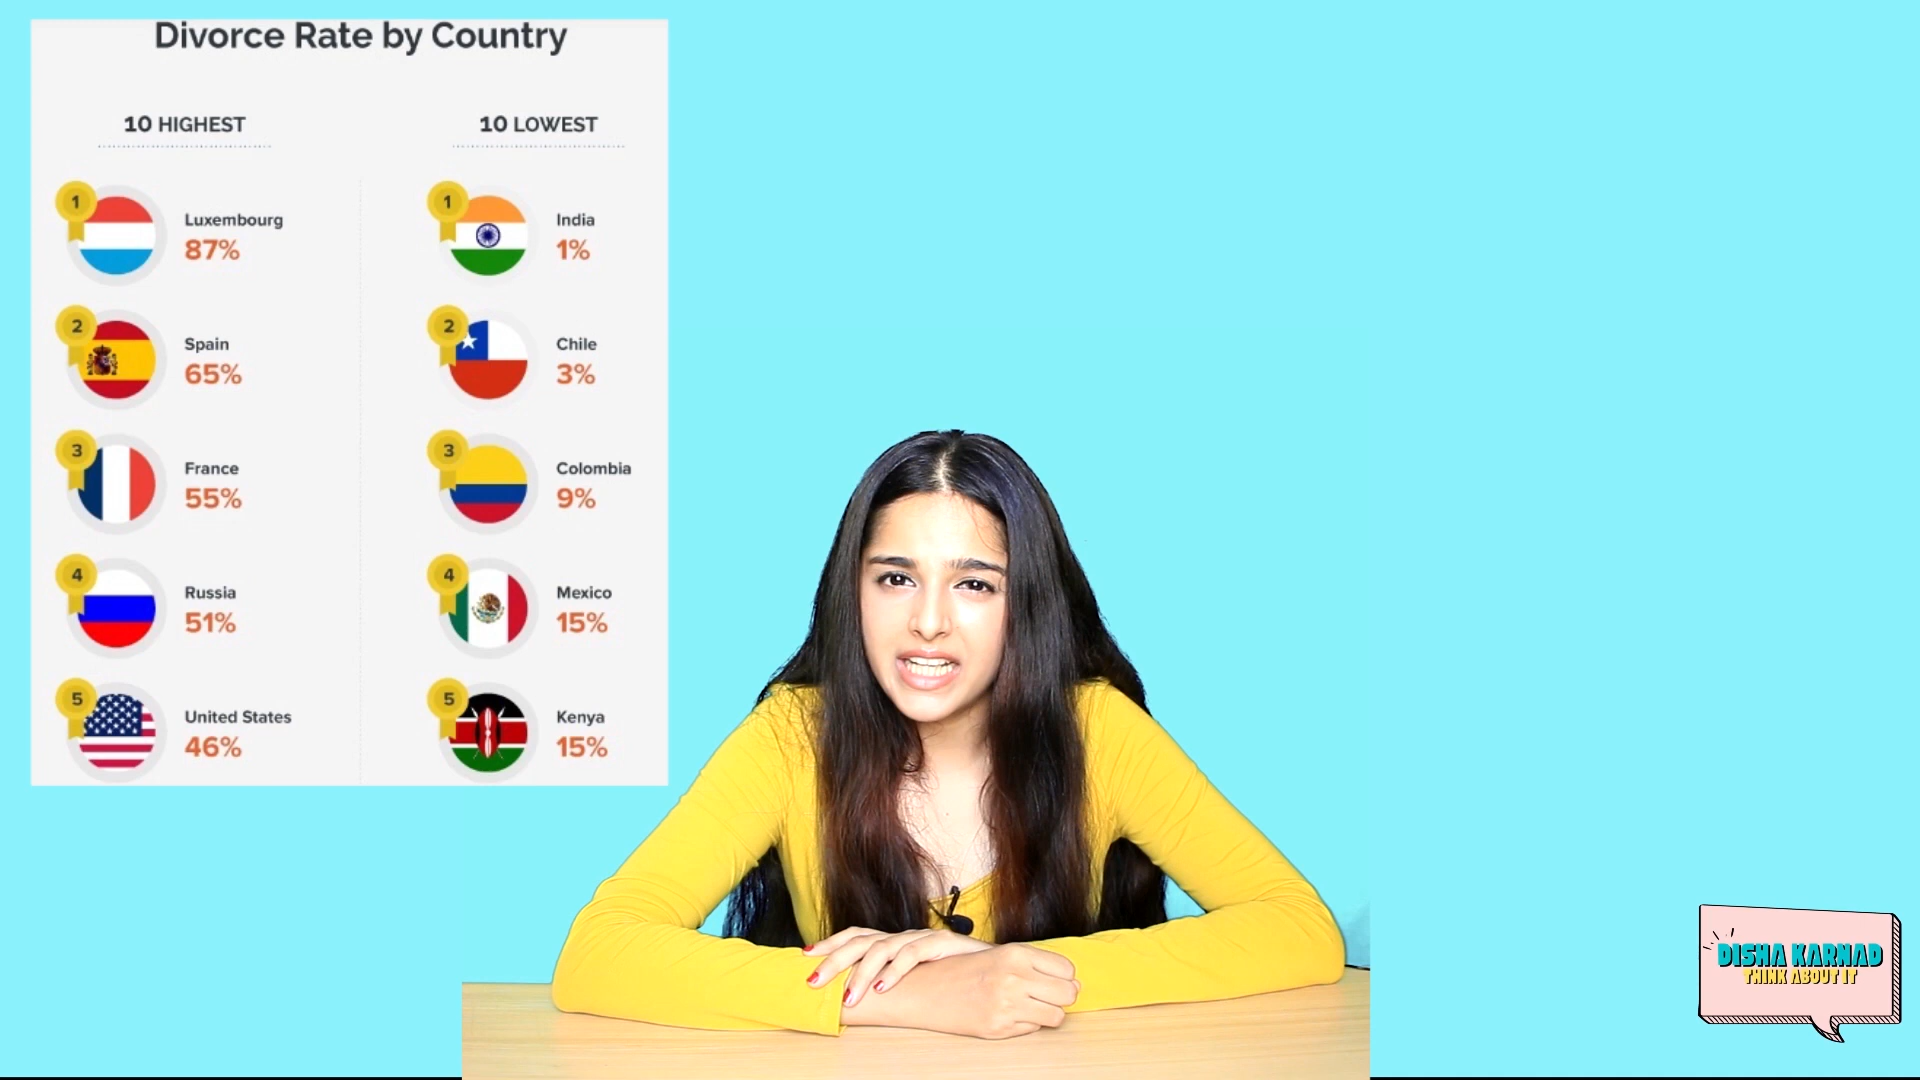 Divorce Rate by Country
10 HIGHEST
1
Luxembourg
87%
2
Spain
65%
3
France
55%
4
Russia
51%
5
United States
46%
10 LOWEST
1
India
1%
2
Chile
3%
3
Colombia
9%
4
Mexico
15%
5
Kenya
15%
DISHA KARNAD
THINK ABOUT IT